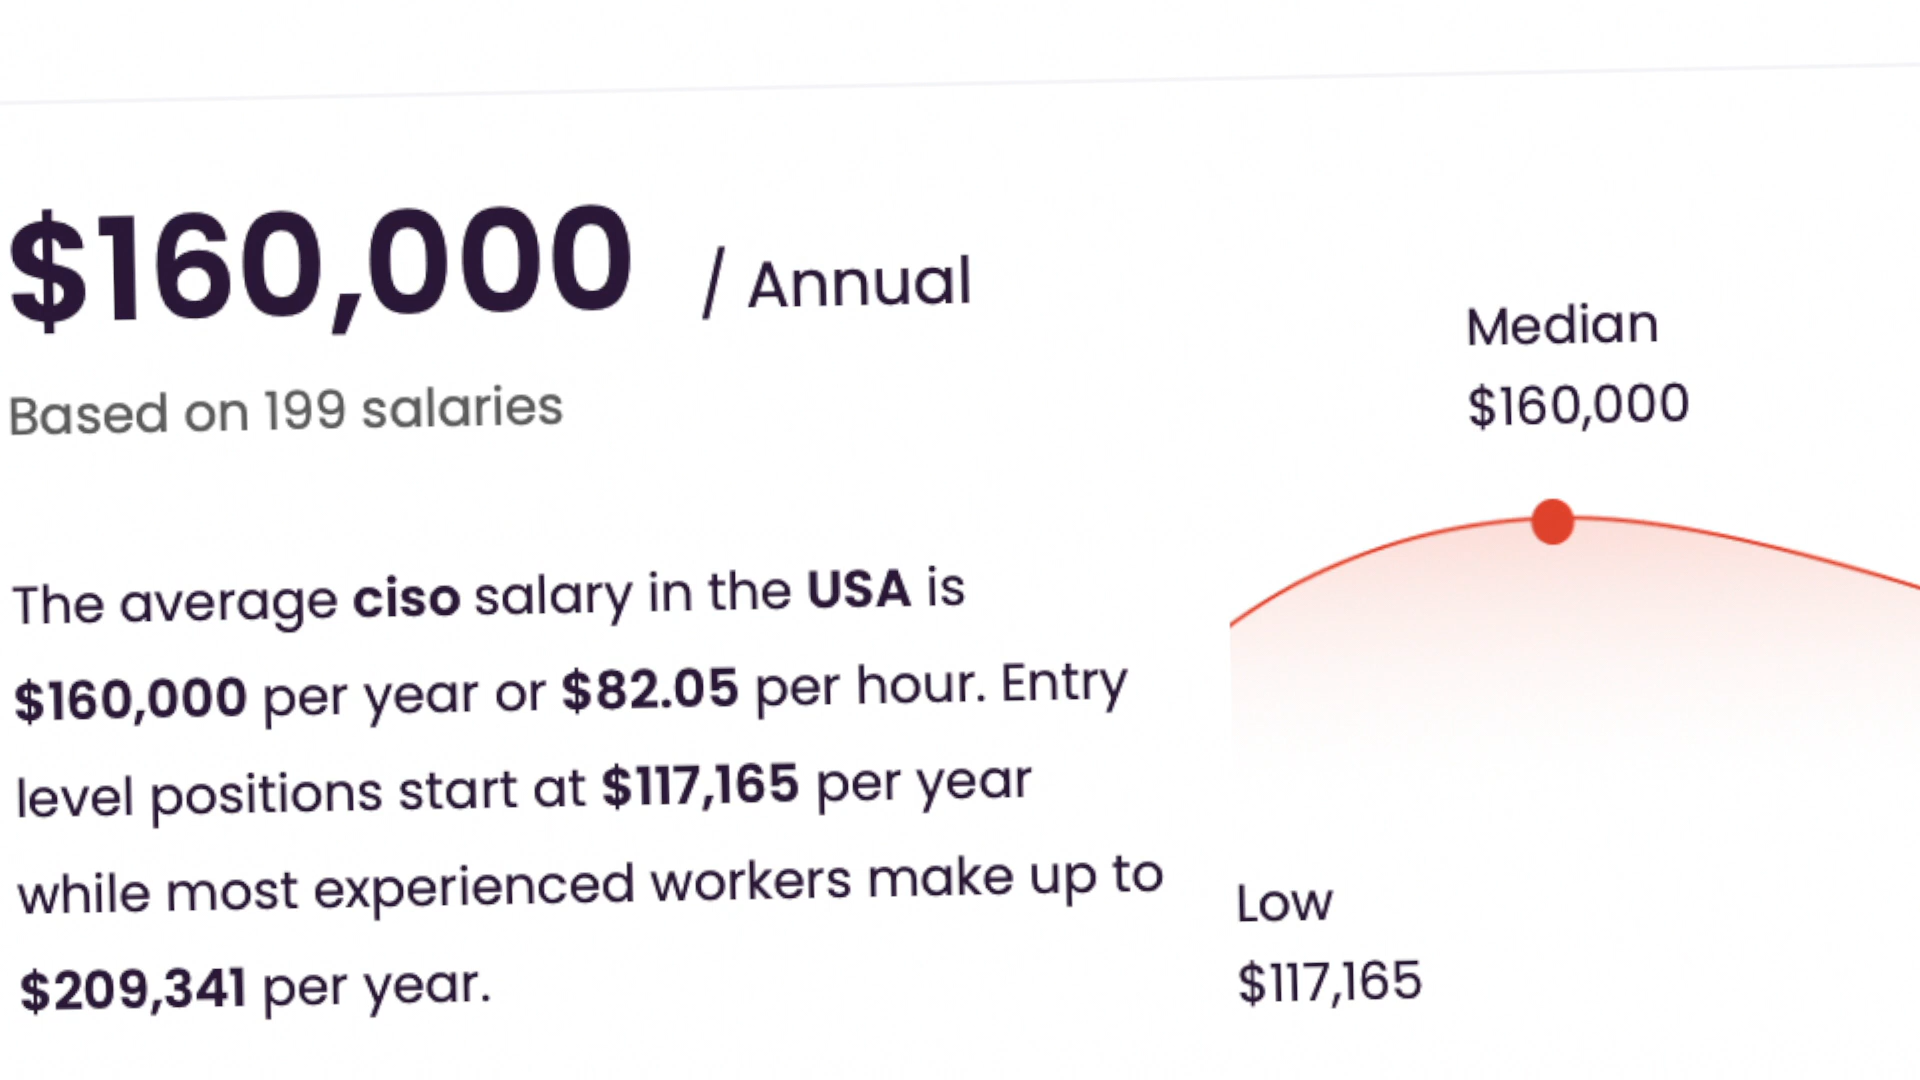 $160,000 / Annual
Based on 199 salaries
The average ciso salary in the USA is
$160,000 per year or $82.05 per hour. Entry
level positions start at $117,165 per year
while most experienced workers make up to
$209,341 per year.
Median
$160,000
Low
$117,165